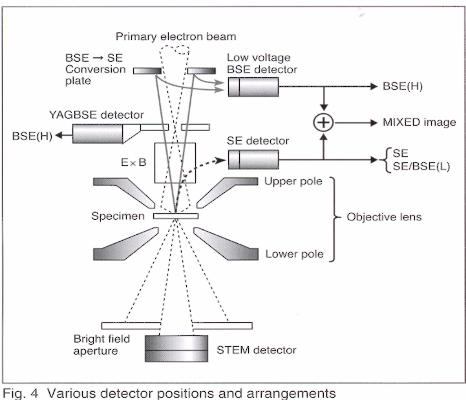 Primary electron beam
BSE → SE
Conversion
plate
Low voltage
BSE detector
BSE(H)
YAGBSE detector
BSE(H)
MIXED image
SE detector
E×B
SE
SE/BSE(L)
Upper pole
Specimen
Objective lens
Lower pole
Bright field
aperture
STEM detector
Fig. 4 Various detector positions and arrangements